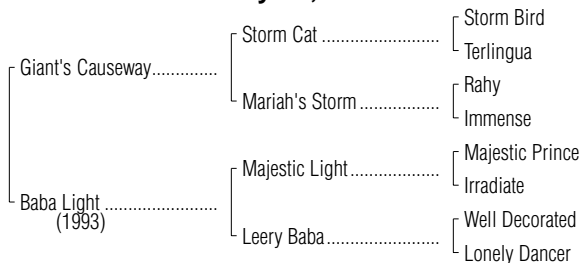 Storm Bird
Storm Cat ..........................
Terlingua
Giant's Causeway..............
Rahy
Mariah's Storm ..................
Immense
Majestic Prince
Majestic Light....................
Irradiate
Baba Light ........................
(1993)
Well Decorated
Leery Baba.........................
Lonely Dancer